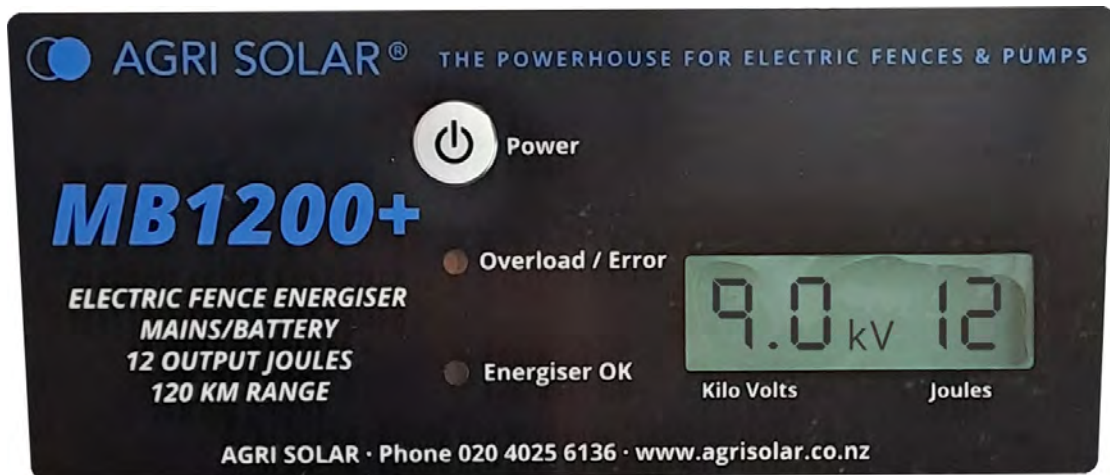 AGRI SOLAR® THE POWERHOUSE FOR ELECTRIC FENCES & PUMPS
Power
MB1200+
Overload / Error
ELECTRIC FENCE ENERGISER
MAINS/BATTERY
12 OUTPUT JOULES
120 KM RANGE
9.0 kV 12
Energiser OK
Kilo Volts Joules
AGRI SOLAR · Phone 020 4025 6136 · www.agrisolar.co.nz